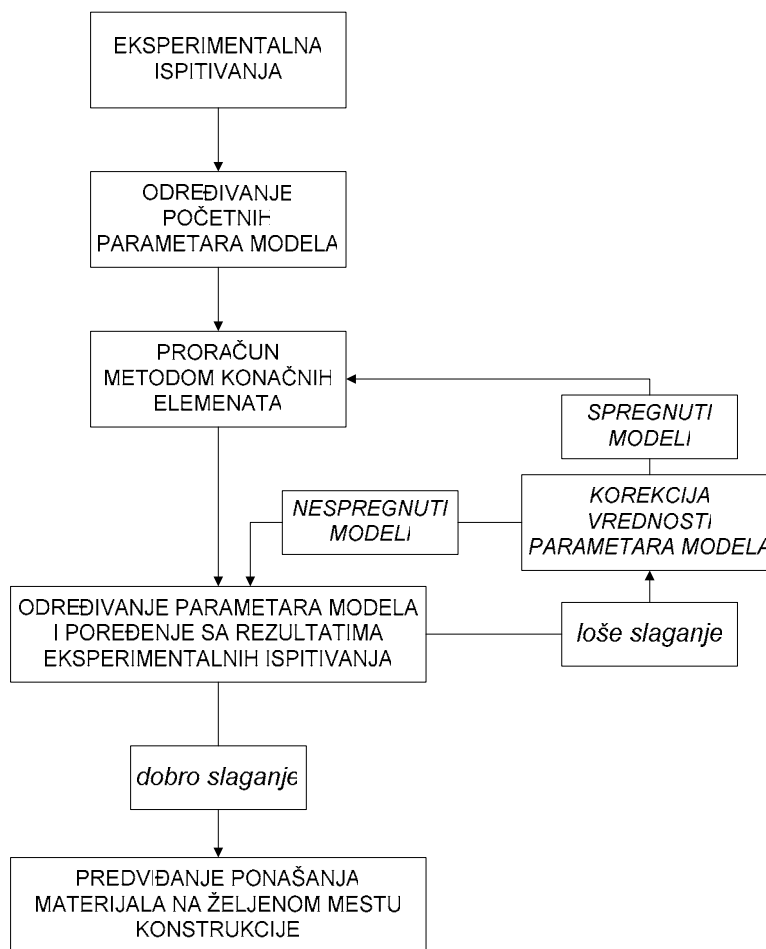 EKSPERIMENTALNA
ISPITIVANJA
ODREĐIVANJE
POČETNIH
PARAMETARA MODELA
PRORAČUN
METODOM KONAČNIH
ELEMENATA
SPREGNUTI
MODELI
NESPREGNUTI
MODELI
KOREKCIJA
VREDNOSTI
PARAMETARA MODELA
ODREĐIVANJE PARAMETARA MODELA
I POREĐENJE SA REZULTATIMA
EKSPERIMENTALNIH ISPITIVANJA
loše slaganje
dobro slaganje
PREDVIĐANJE PONAŠANJA
MATERIJALA NA ŽELJENOM MESTU
KONSTRUKCIJE